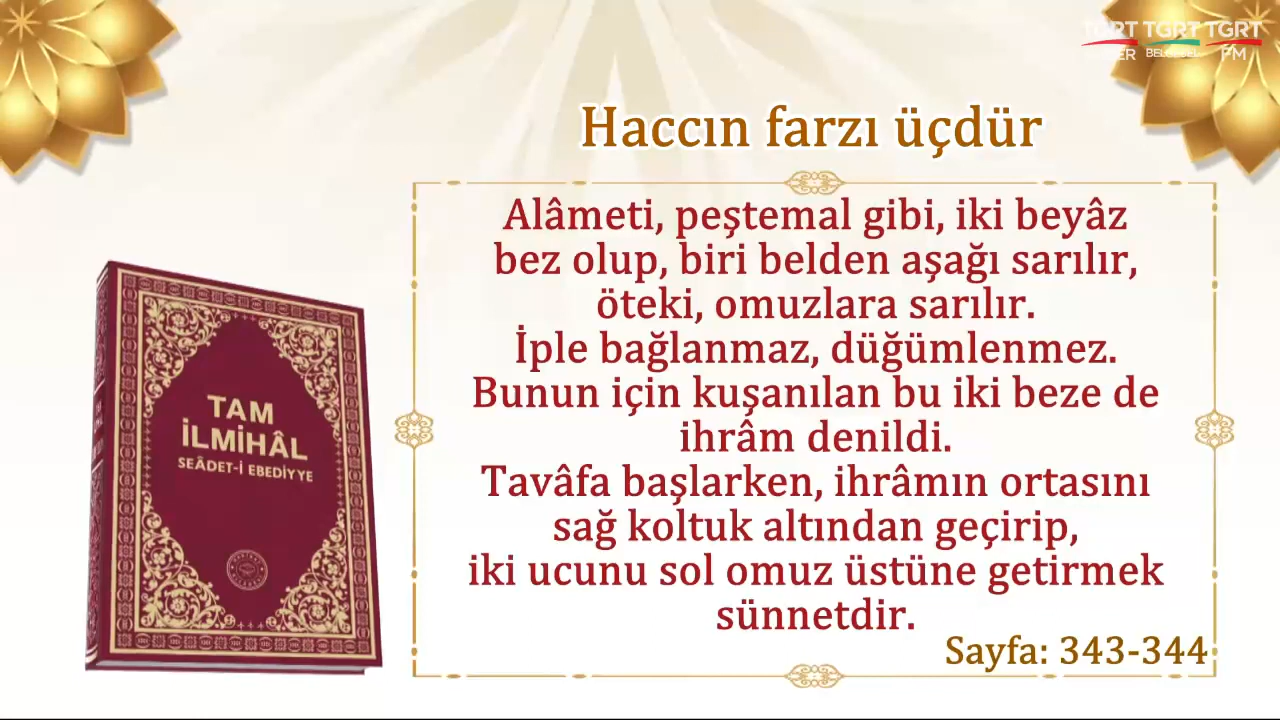 TGRT TGRT TGRT
BELGESEL FM
Haccın farzı üçdür
Alâmeti, peştemal gibi, iki beyâz
bez olup, biri belden aşağı sarılır,
öteki, omuzlara sarılır.
İple bağlanmaz, düğümlenmez.
Bunun için kuşanılan bu iki beze de
ihrâm denildi.
Tavâfa başlarken, ihrâmın ortasını
sağ koltuk altından geçirip,
iki ucunu sol omuz üstüne getirmek
sünnetdir.
Sayfa: 343-344
TAM
İLMİHÂL
SEÂDET-İ EBEDİYYE